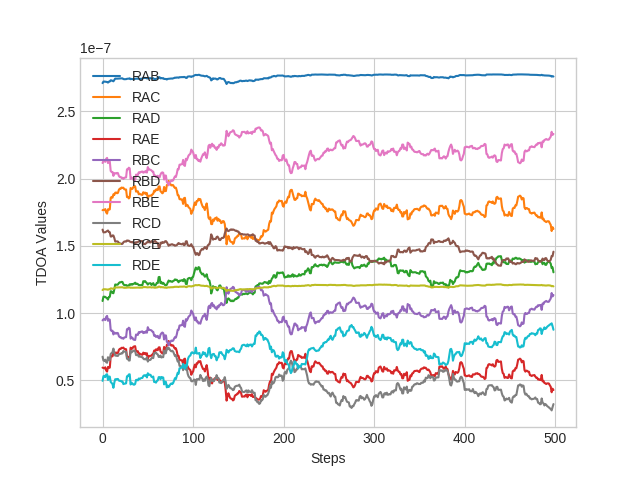 1e−7
RAB
RAC
RAD
RAE
RBC
RBD
RBE
RCD
RCE
RDE
2.5
2.0
1.5
1.0
0.5
TDOA Values
0 100 200 300 400 500
Steps